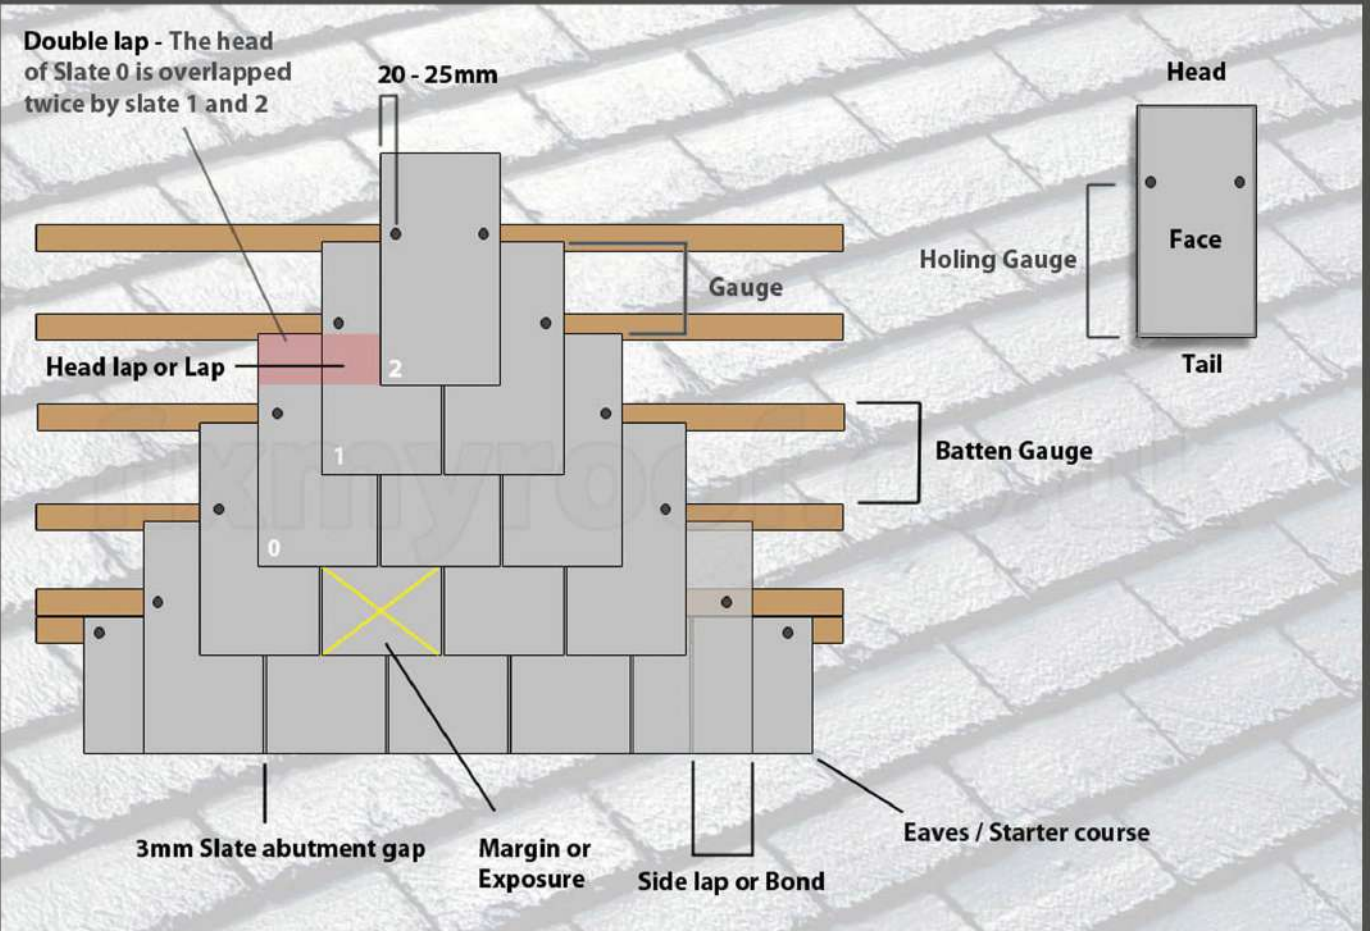 Double lap - The head
of Slate 0 is overlapped
twice by slate 1 and 2
20 - 25mm
Head
Holing Gauge
Face
Tail
Gauge
Head lap or Lap
2
1
0
Batten Gauge
3mm Slate abutment gap
Margin or
Exposure
Side lap or Bond
Eaves / Starter course